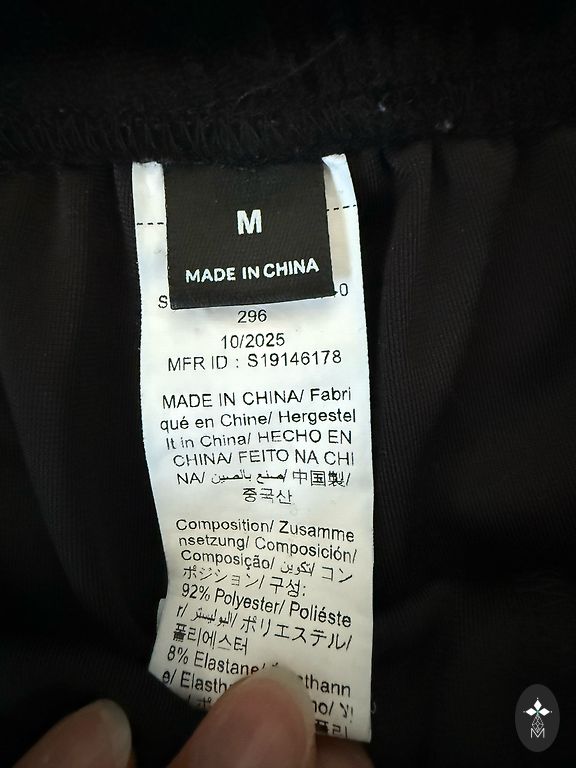 M
MADE IN CHINA
296
10/2025
MFR ID : S19146178
MADE IN CHINA/ Fabri
qué en Chine/ Hergestel
lt in China/ HECHO EN
CHINA/ FEITO NA CHI
NA/ صنع بالصين/ 中国製/
중국산
Composition/ Zusamme
nsetzung/ Composición/
Composição/ تكوين/ コン
ポジション/ 구성:
92% Polyester/ Poliéste
r/ البوليستر/ ポリエステル/
폴리에스터
8% Elastane/
e/
M